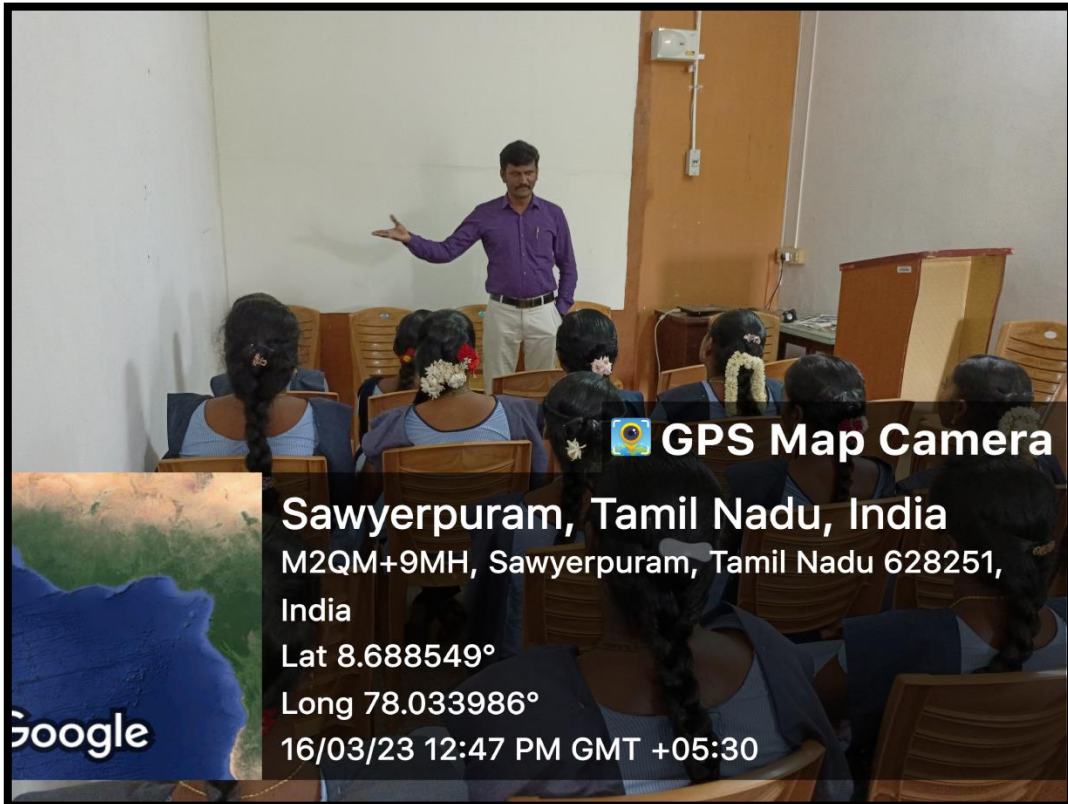 GPS Map Camera
Sawyerpuram, Tamil Nadu, India
M2QM+9MH, Sawyerpuram, Tamil Nadu 628251,
India
Lat 8.688549°
Long 78.033986°
16/03/23 12:47 PM GMT +05:30
Google